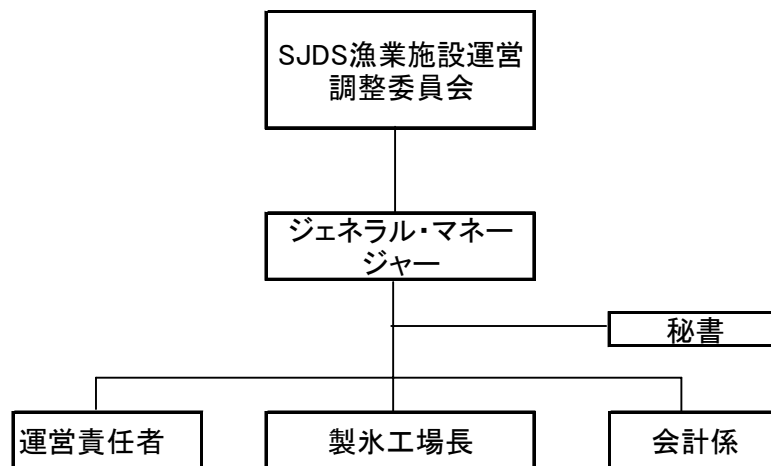 SJDS漁業施設運営
調整委員会
ジェネラル・マネー
ジャー
秘書
運営責任者
製氷工場長
会計係